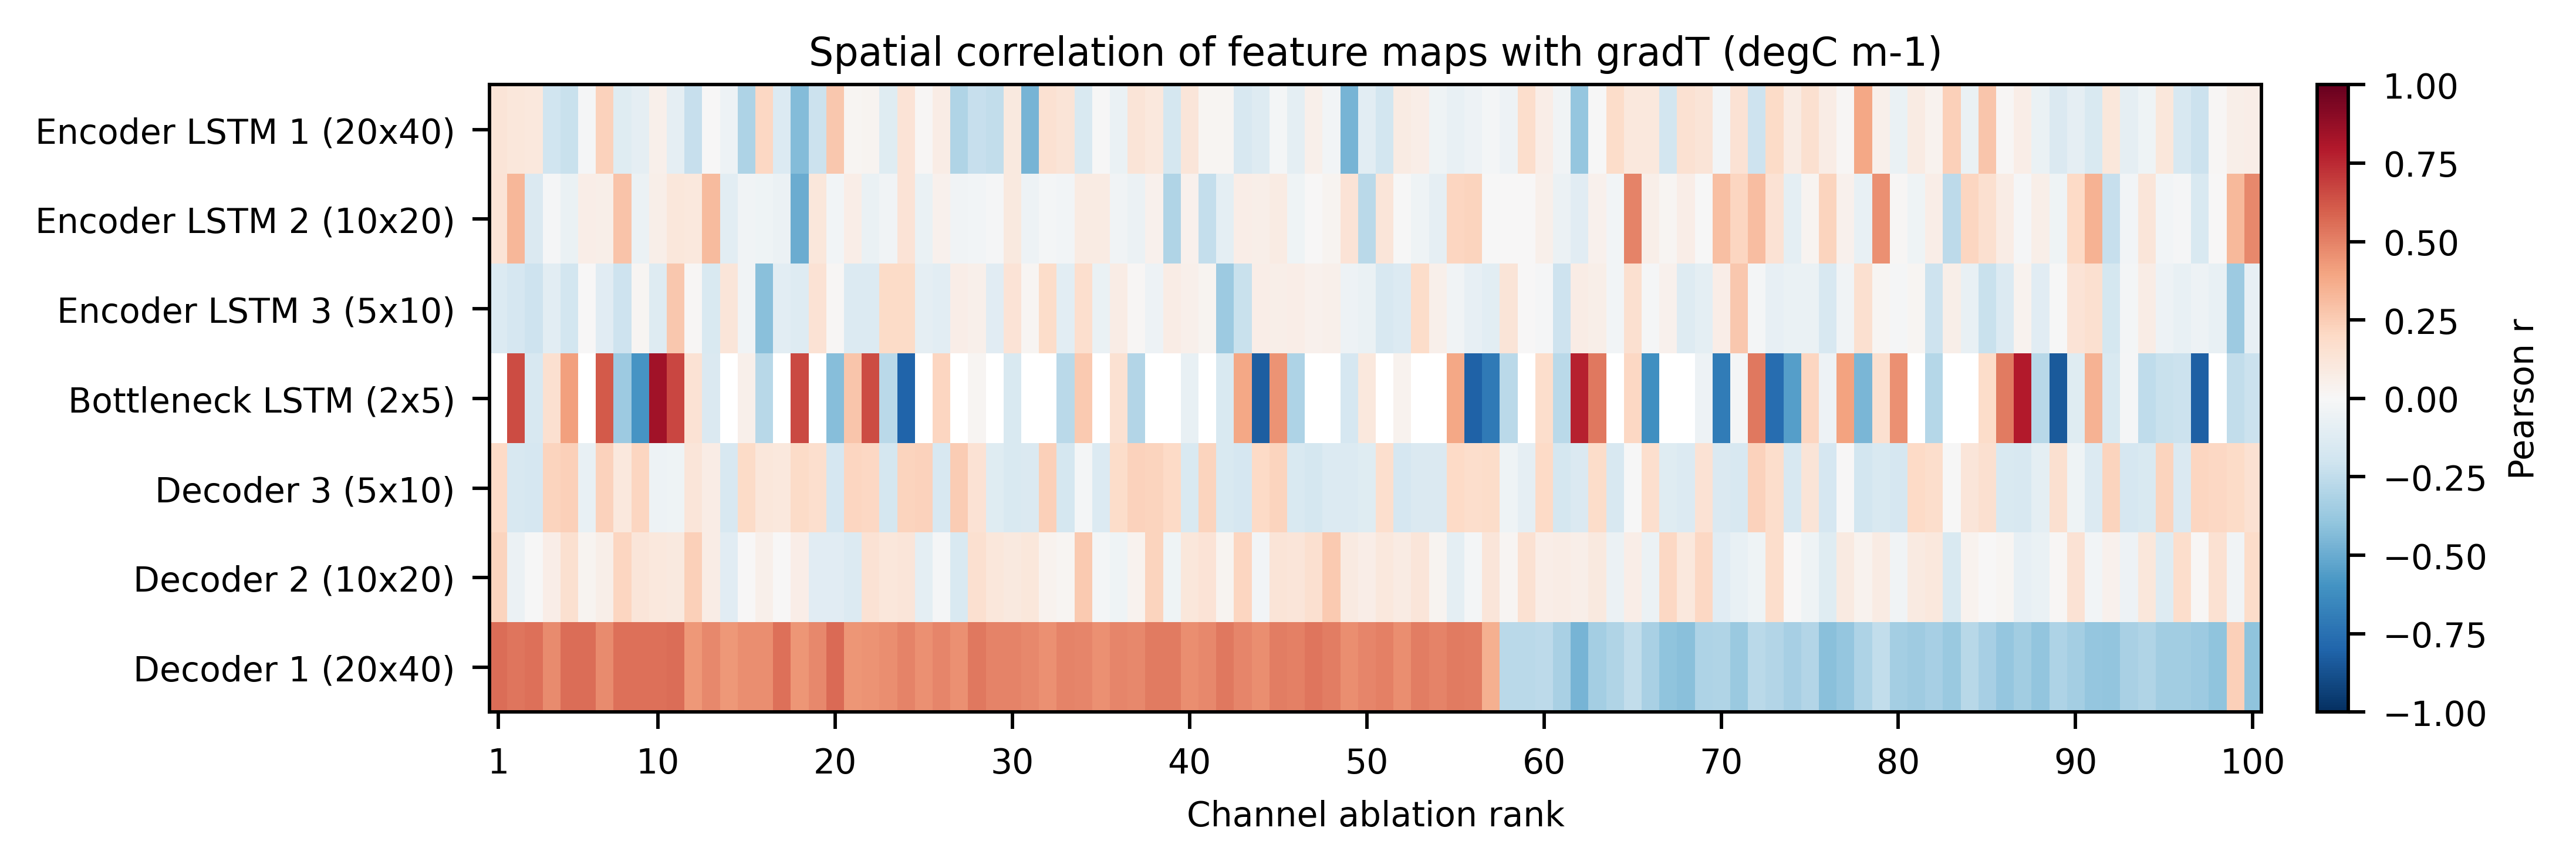 Spatial correlation of feature maps with gradT (degC m-1)
Encoder LSTM 1 (20x40)
Encoder LSTM 2 (10x20)
Encoder LSTM 3 (5x10)
Bottleneck LSTM (2x5)
Decoder 3 (5x10)
Decoder 2 (10x20)
Decoder 1 (20x40)
1 10 20 30 40 50 60 70 80 90 100
Channel ablation rank
1.00
0.75
0.50
0.25
0.00
−0.25
−0.50
−0.75
−1.00
Pearson r